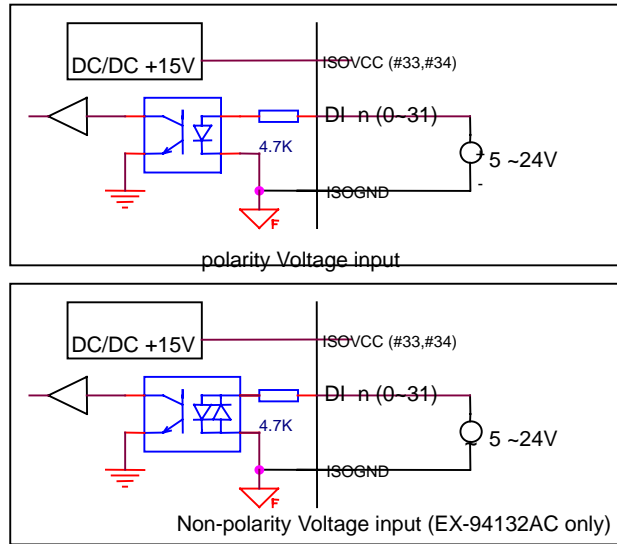 DC/DC +15V
ISOVCC (#33,#34)
DI n (0~31)
4.7K
+
5 ~24V
-
ISOGND
F
polarity Voltage input
DC/DC +15V
ISOVCC (#33,#34)
DI n (0~31)
4.7K
5 ~24V
ISOGND
F
Non-polarity Voltage input (EX-94132AC only)